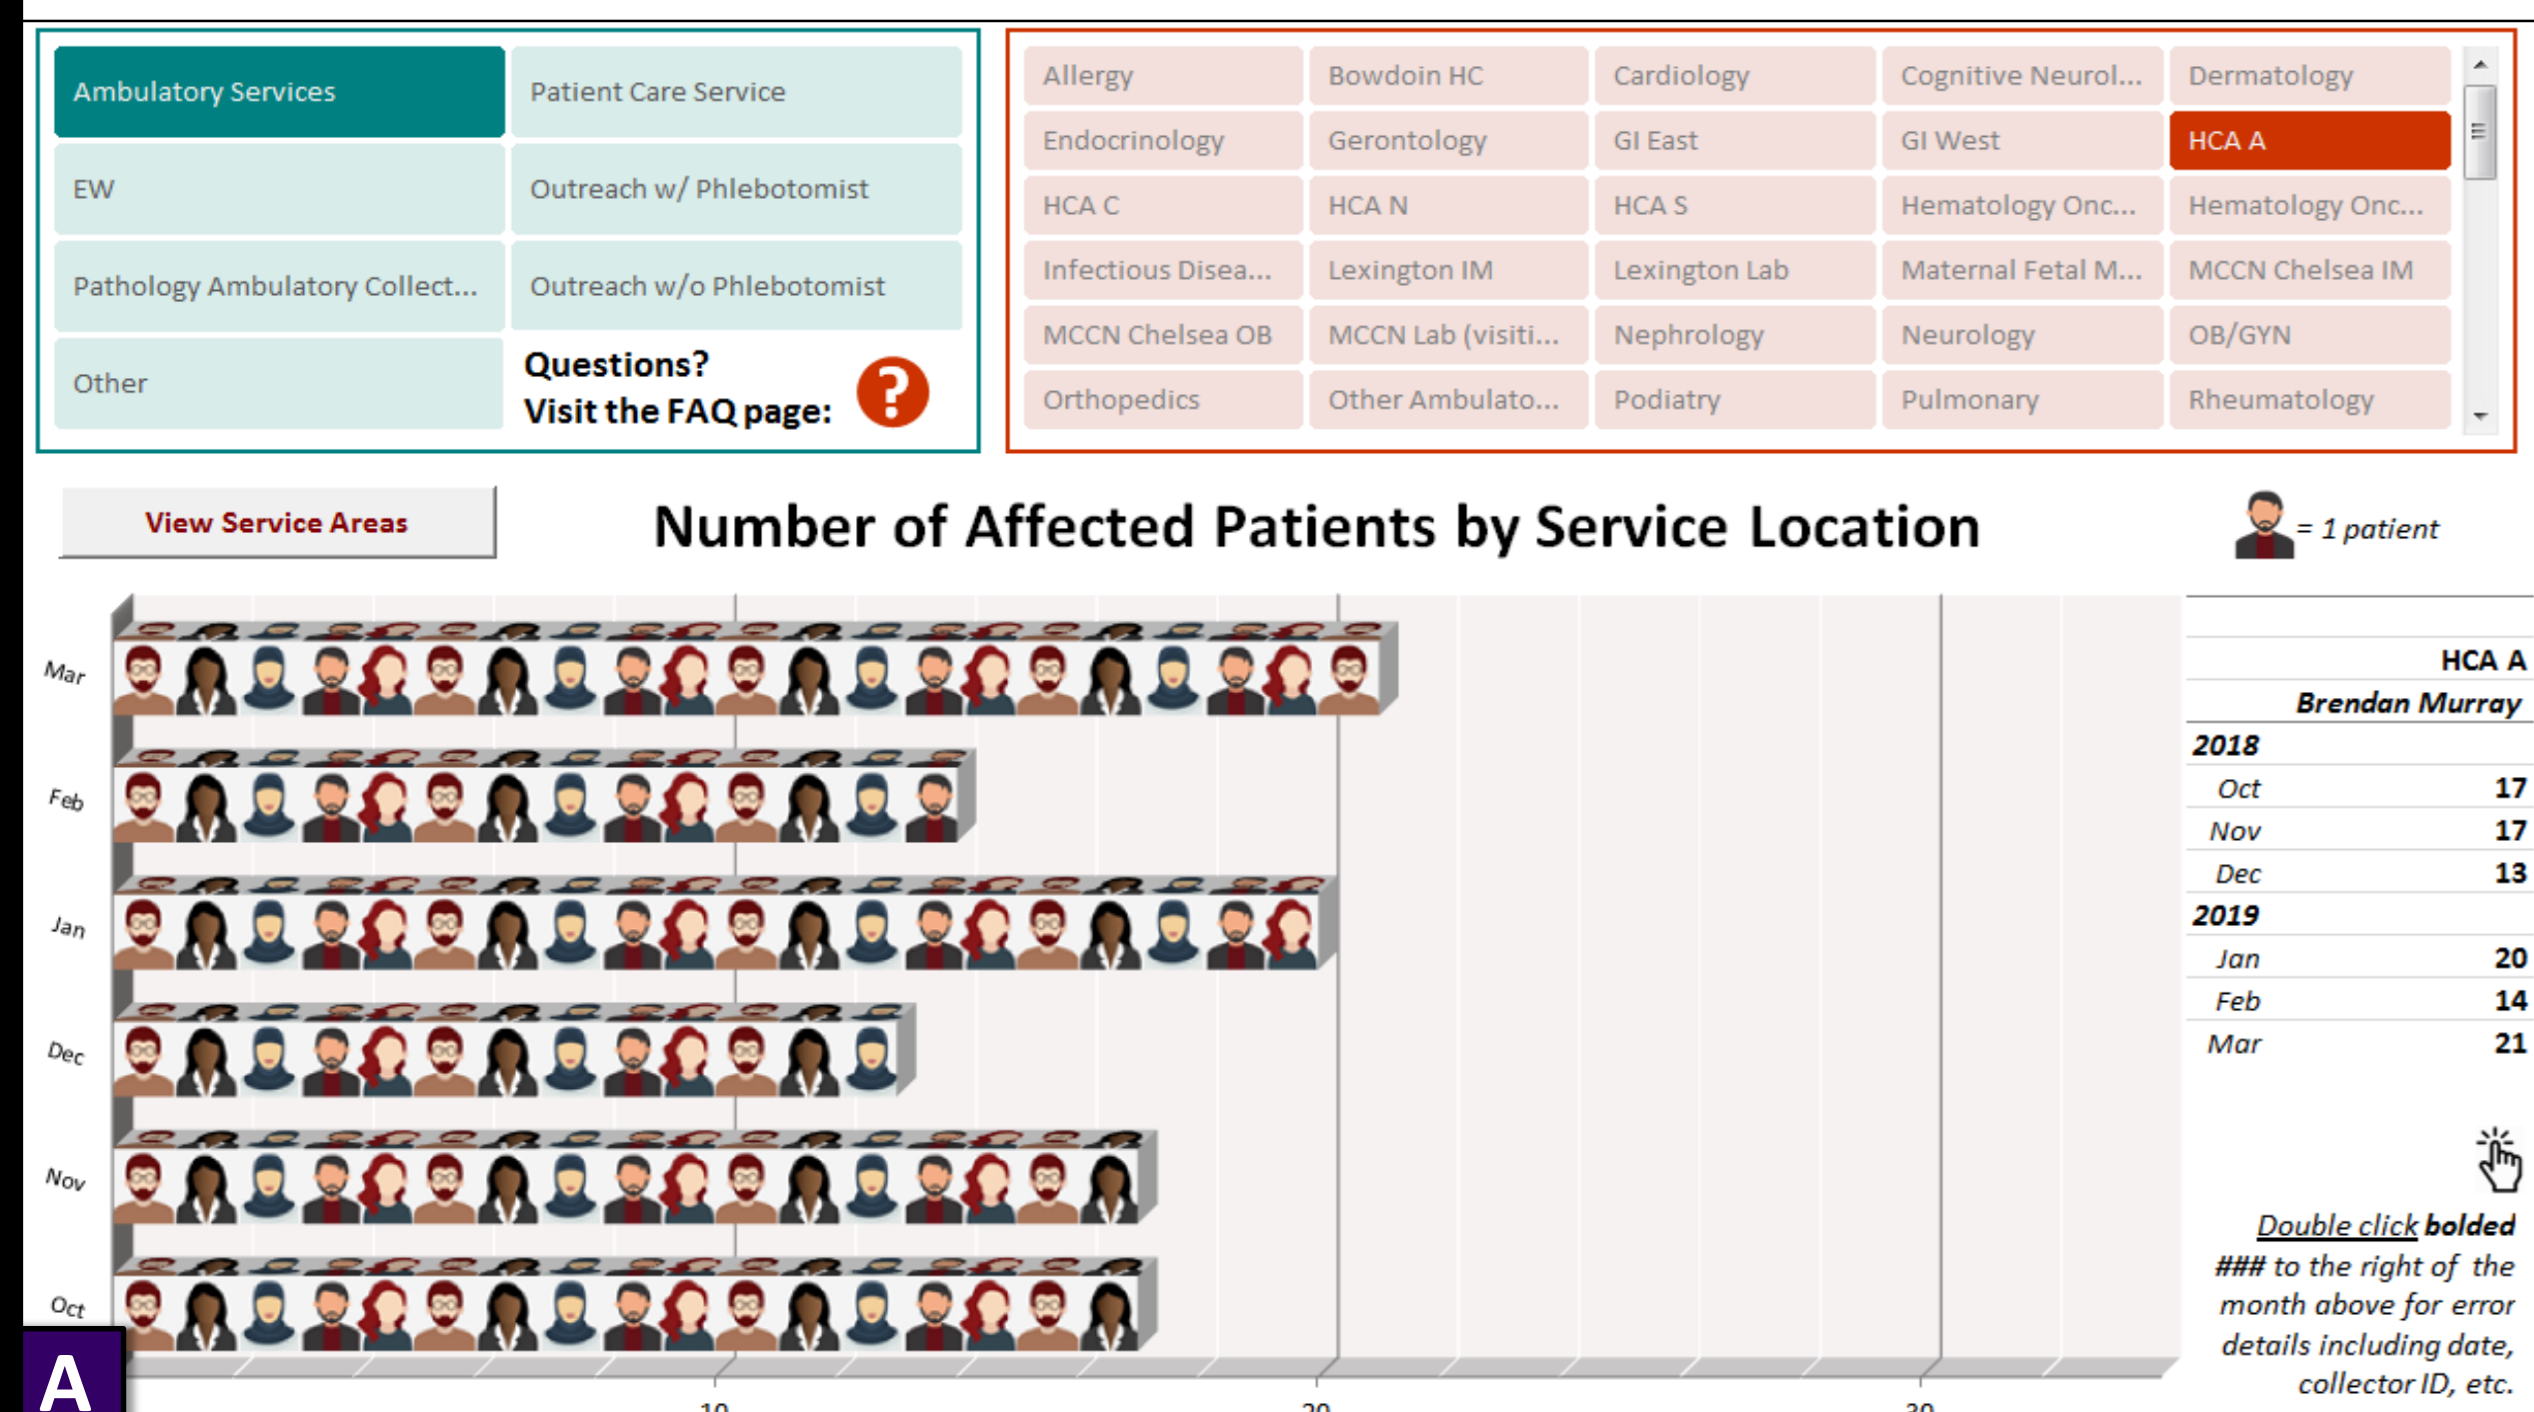 Ambulatory Services
Patient Care Service
EW
Outreach w/ Phlebotomist
Pathology Ambulatory Collect...
Outreach w/o Phlebotomist
Other
Questions?
Visit the FAQ page:
?
Allergy
Bowdoin HC
Cardiology
Cognitive Neurol...
Dermatology
Endocrinology
Gerontology
GI East
GI West
HCA A
HCA C
HCA N
HCA S
Hematology Onc...
Hematology Onc...
Infectious Disea...
Lexington IM
Lexington Lab
Maternal Fetal M...
MCCN Chelsea IM
MCCN Chelsea OB
MCCN Lab (visiti...
Nephrology
Neurology
OB/GYN
Orthopedics
Other Ambulato...
Podiatry
Pulmonary
Rheumatology
View Service Areas
Number of Affected Patients by Service Location
= 1 patient
Mar
Feb
Jan
Dec
Nov
Oct
10
20
30
HCA A
Brendan Murray
2018
Oct 17
Nov 17
Dec 13
2019
Jan 20
Feb 14
Mar 21
Double click bolded
### to the right of the
month above for error
details including date,
collector ID, etc.
A